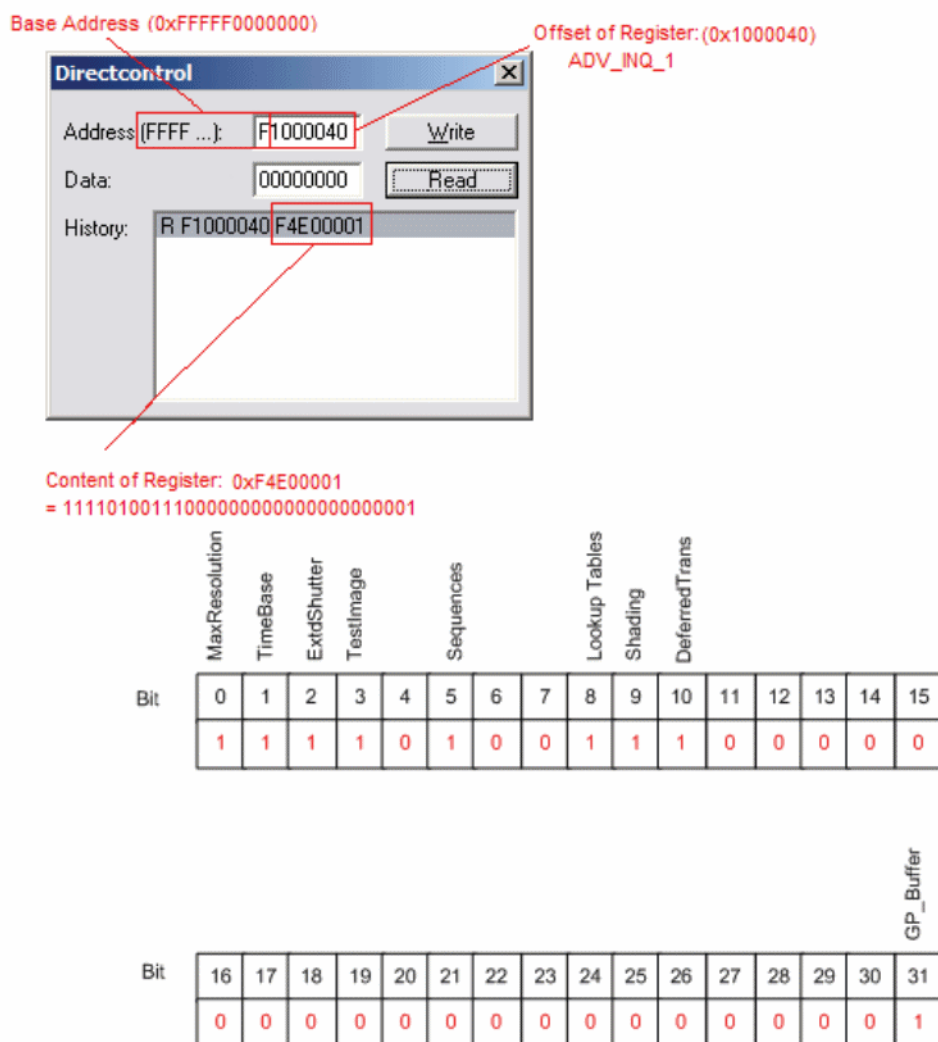 Base Address (0xFFFFF0000000)
Offset of Register: (0x1000040)
ADV_INQ_1
Directcontrol
Address (FFFF ...): F1000040 Write
Data: 00000000 Read
History: R F1000040 F4E00001
Content of Register: 0xF4E00001
= 11110100111000000000000000000001
MaxResolution TimeBase ExtdShutter TestImage Sequences Lookup Tables Shading DeferredTrans
Bit 0 1 2 3 4 5 6 7 8 9 10 11 12 13 14 15
1 1 1 1 0 1 0 0 1 1 1 0 0 0 0 0
GP_Buffer
Bit 16 17 18 19 20 21 22 23 24 25 26 27 28 29 30 31
0 0 0 0 0 0 0 0 0 0 0 0 0 0 0 1